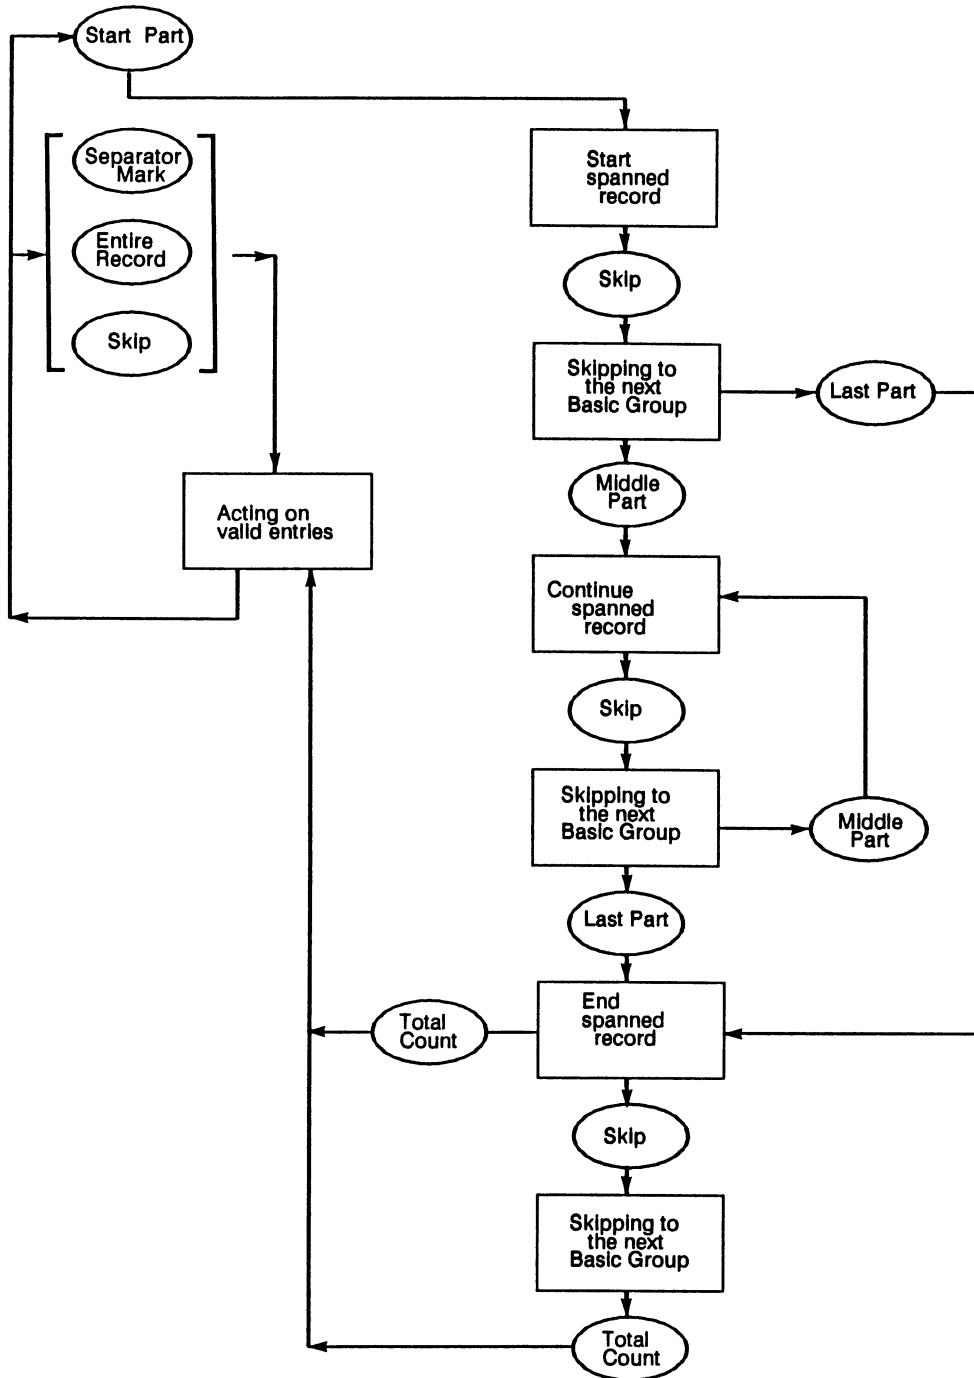 Start Part
Separator
Mark
Entire
Record
Skip
Acting on
valid entries
Start
spanned
record
Skip
Skipping to
the next
Basic Group
Last Part
Middle
Part
Continue
spanned
record
Skip
Skipping to
the next
Basic Group
Middle
Part
Last Part
End
spanned
record
Total
Count
Skip
Skipping to
the next
Basic Group
Total
Count